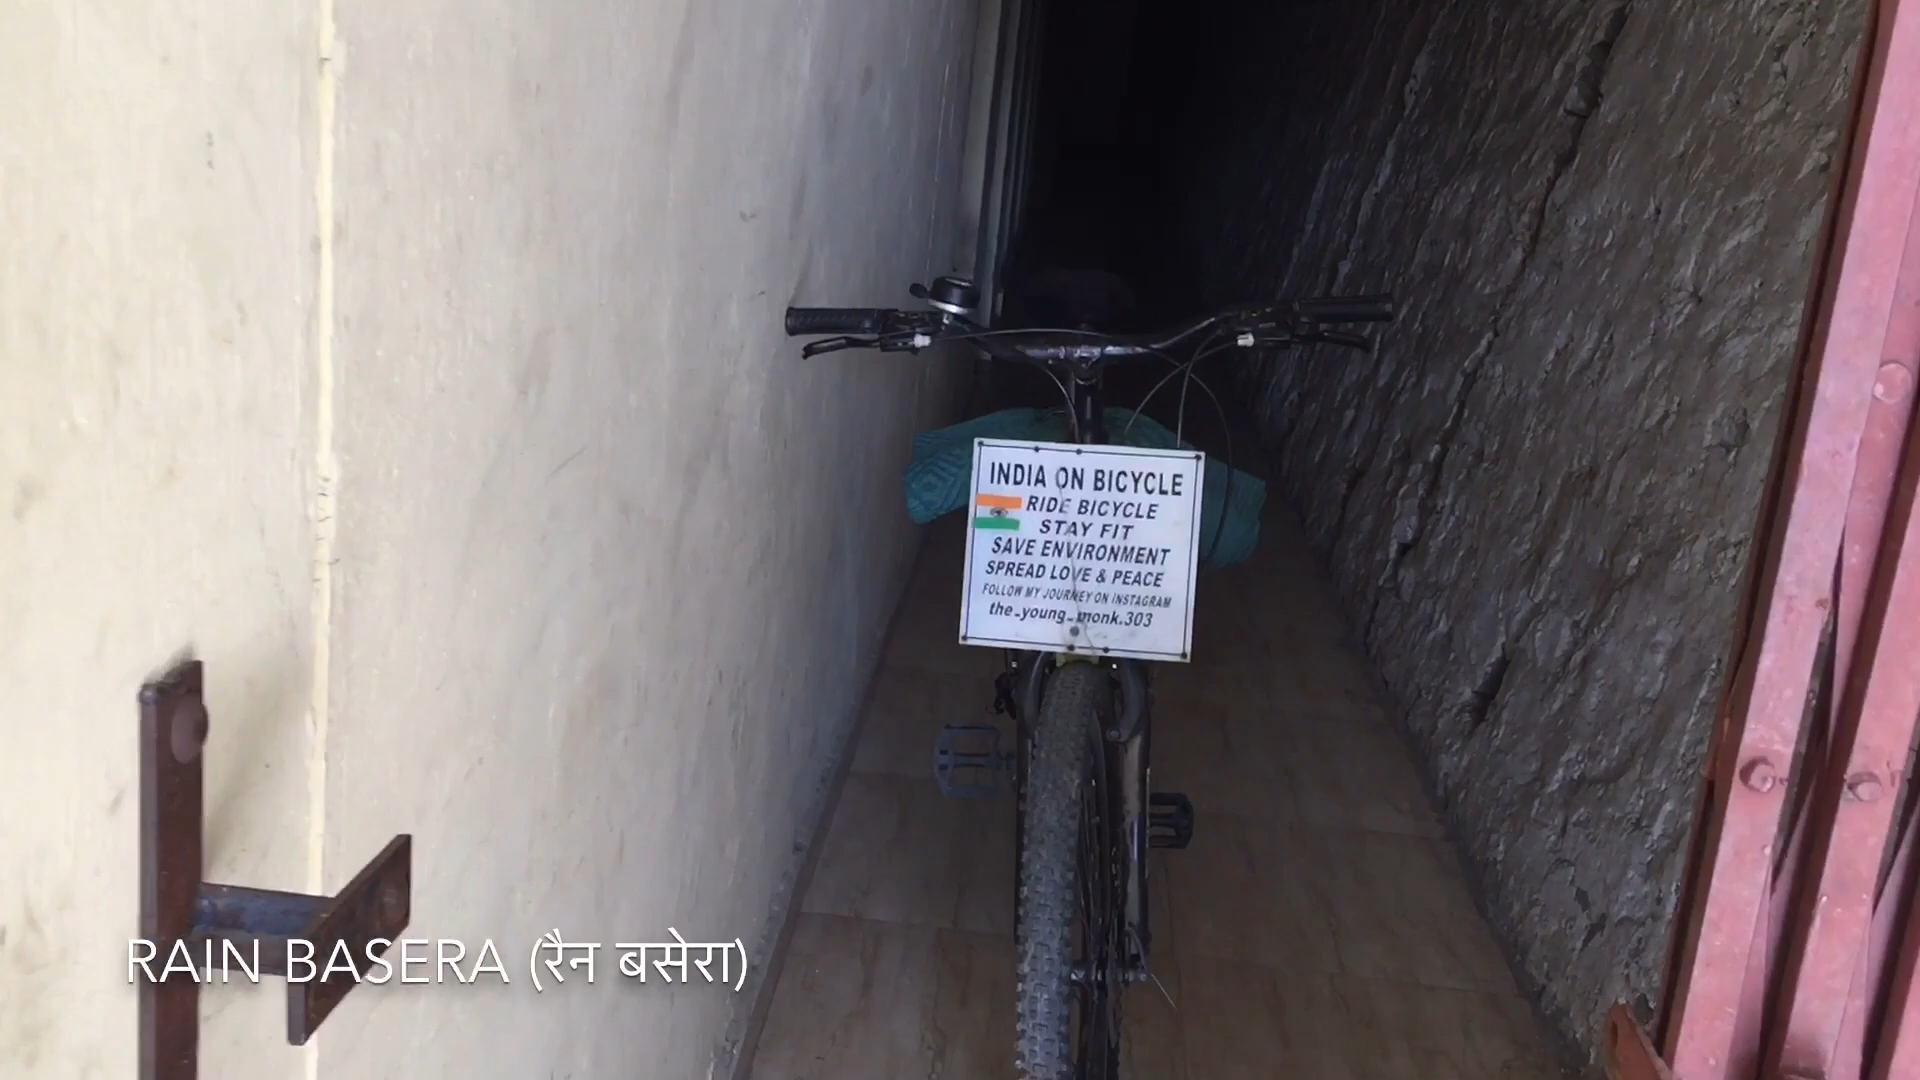 INDIA ON BICYCLE
RIDE BICYCLE
STAY FIT
SAVE ENVIRONMENT
SPREAD LOVE & PEACE
FOLLOW MY JOURNEY ON INSTAGRAM
the_young_monk.303
RAIN BASERA (रैन बसेरा)